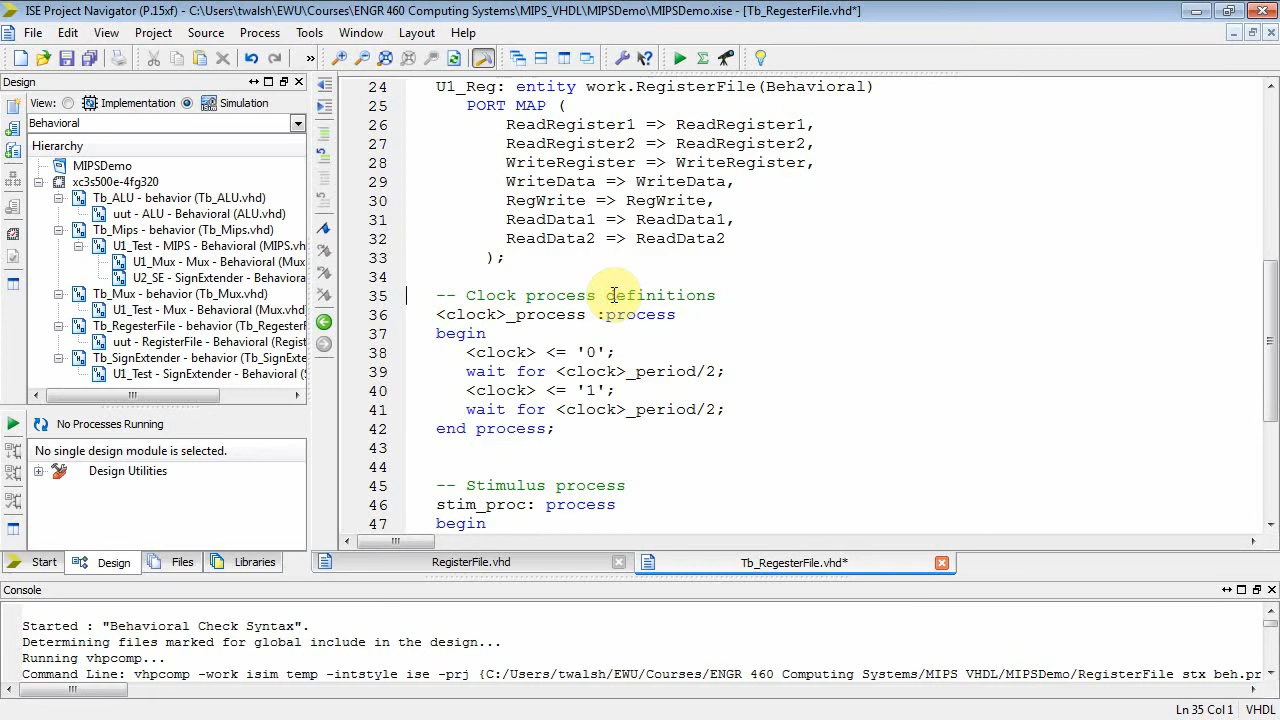 ISE Project Navigator (P.15xf) - C:\Users\twalsh\EWU\Courses\ENGR 460 Computing Systems\MIPS_VHDL\MIPSDemo\MIPSDemo.xise - [Tb_RegesterFile.vhd*]
File Edit View Project Source Process Tools Window Layout Help
Design
View: Implementation Simulation
Behavioral
Hierarchy
MIPSDemo
xc3s500e-4fg320
Tb_ALU - behavior (Tb_ALU.vhd)
uut - ALU - Behavioral (ALU.vhd)
Tb_Mips - behavior (Tb_Mips.vhd)
U1_Test - MIPS - Behavioral (MIPS.vh
U1_Mux - Mux - Behavioral (Mux
U2_SE - SignExtender - Behaviora
Tb_Mux - behavior (Tb_Mux.vhd)
U1_Test - Mux - Behavioral (Mux.vhd)
Tb_RegesterFile - behavior (Tb_RegesterF
uut - RegisterFile - Behavioral (Regist
Tb_SignExtender - behavior (Tb_SignExte
U1_Test - SignExtender - Behavioral (S
No Processes Running
No single design module is selected.
Design Utilities
Start Design Files Libraries
24 U1_Reg: entity work.RegisterFile(Behavioral)
25 PORT MAP (
26 ReadRegister1 => ReadRegister1,
27 ReadRegister2 => ReadRegister2,
28 WriteRegister => WriteRegister,
29 WriteData => WriteData,
30 RegWrite => RegWrite,
31 ReadData1 => ReadData1,
32 ReadData2 => ReadData2
33 );
34
35 -- Clock process definitions
36 <clock>_process :process
37 begin
38 <clock> <= '0';
39 wait for <clock>_period/2;
40 <clock> <= '1';
41 wait for <clock>_period/2;
42 end process;
43
44
45 -- Stimulus process
46 stim_proc: process
47 begin
RegisterFile.vhd Tb_RegesterFile.vhd*
Console
Started : "Behavioral Check Syntax".
Determining files marked for global include in the design...
Running vhpcomp...
Command Line: vhpcomp -work isim_temp -intstyle ise -prj {C:/Users/twalsh/EWU/Courses/ENGR 460 Computing Systems/MIPS_VHDL/MIPSDemo/RegisterFile_stx_beh.pr
Ln 35 Col 1 VHDL